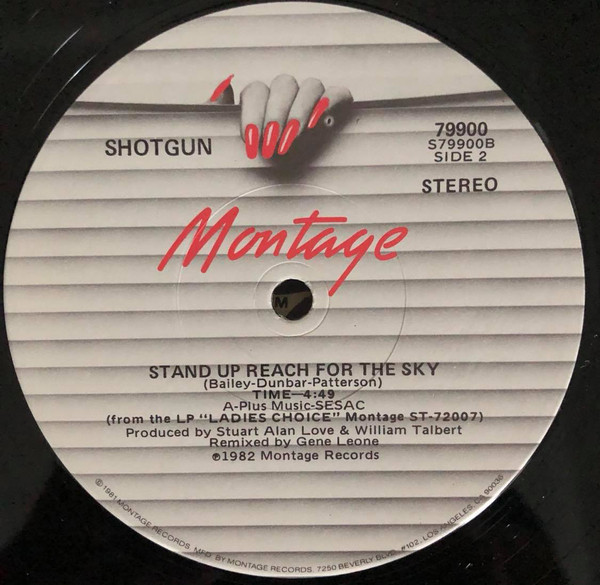 SHOTGUN
79900
S79900B
SIDE 2
STEREO
Montage
M
STAND UP REACH FOR THE SKY
(Bailey-Dunbar-Patterson)
TIME—4:49
A-Plus Music-SESAC
(from the LP "LADIES CHOICE" Montage ST-72007)
Produced by Stuart Alan Love & William Talbert
Remixed by Gene Leone
℗1982 Montage Records
©1981 MONTAGE RECORDS. MFD. BY MONTAGE RECORDS. 7250 BEVERLY BLVD. #102, LOS ANGELES, CA 90036